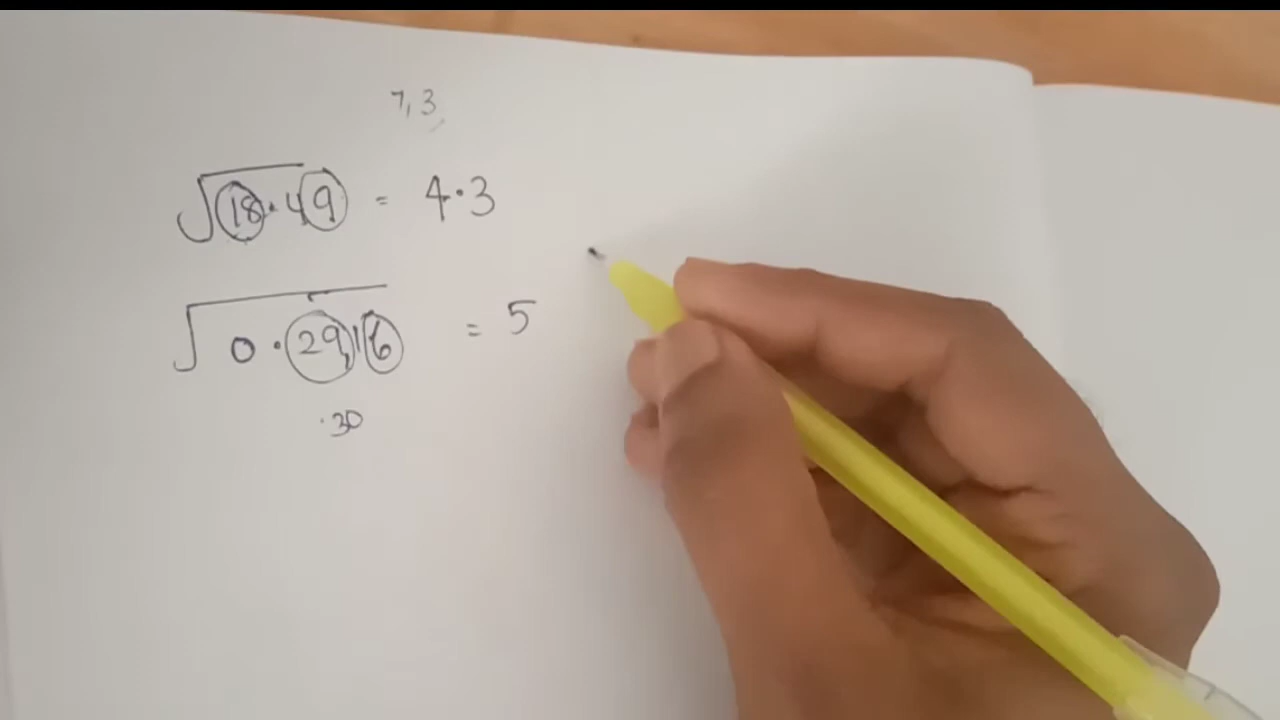 7, 3
√18.49 = 4.3
√0.2916 = 5
.30